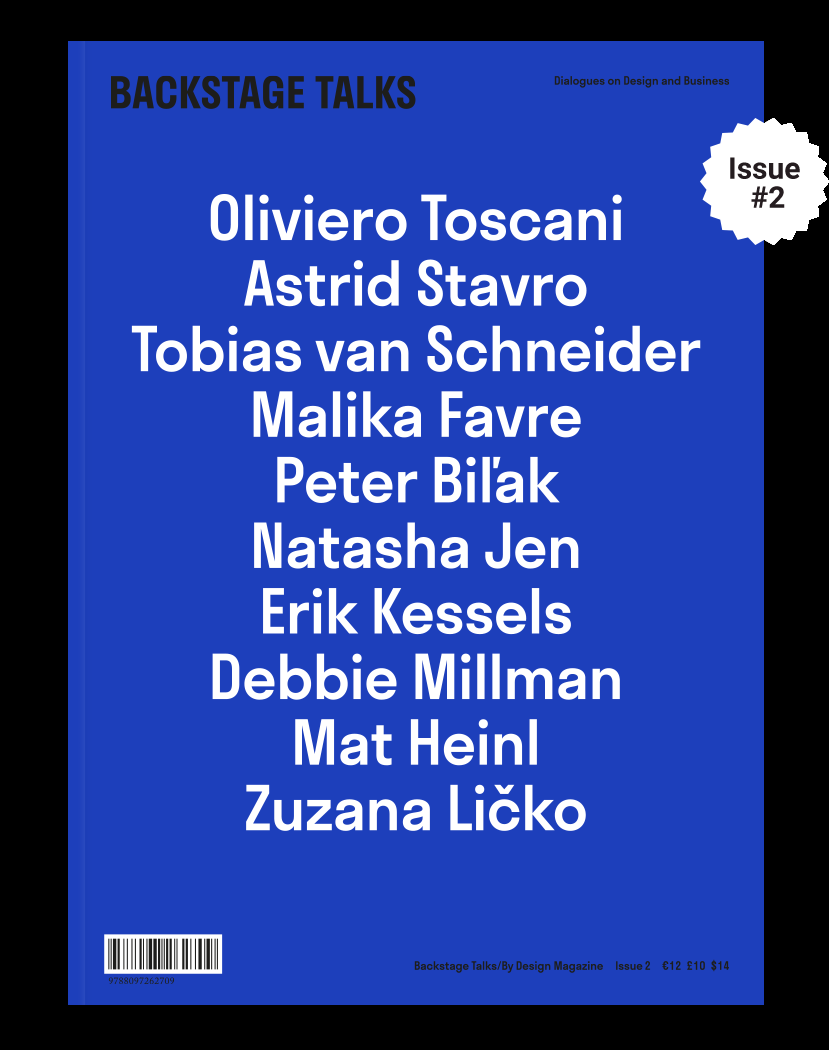 BACKSTAGE TALKS
Dialogues on Design and Business
Issue
#2
Oliviero Toscani
Astrid Stavro
Tobias van Schneider
Malika Favre
Peter Biľak
Natasha Jen
Erik Kessels
Debbie Millman
Mat Heinl
Zuzana Ličko
9788097262709
Backstage Talks/By Design Magazine Issue 2 €12 £10 $14